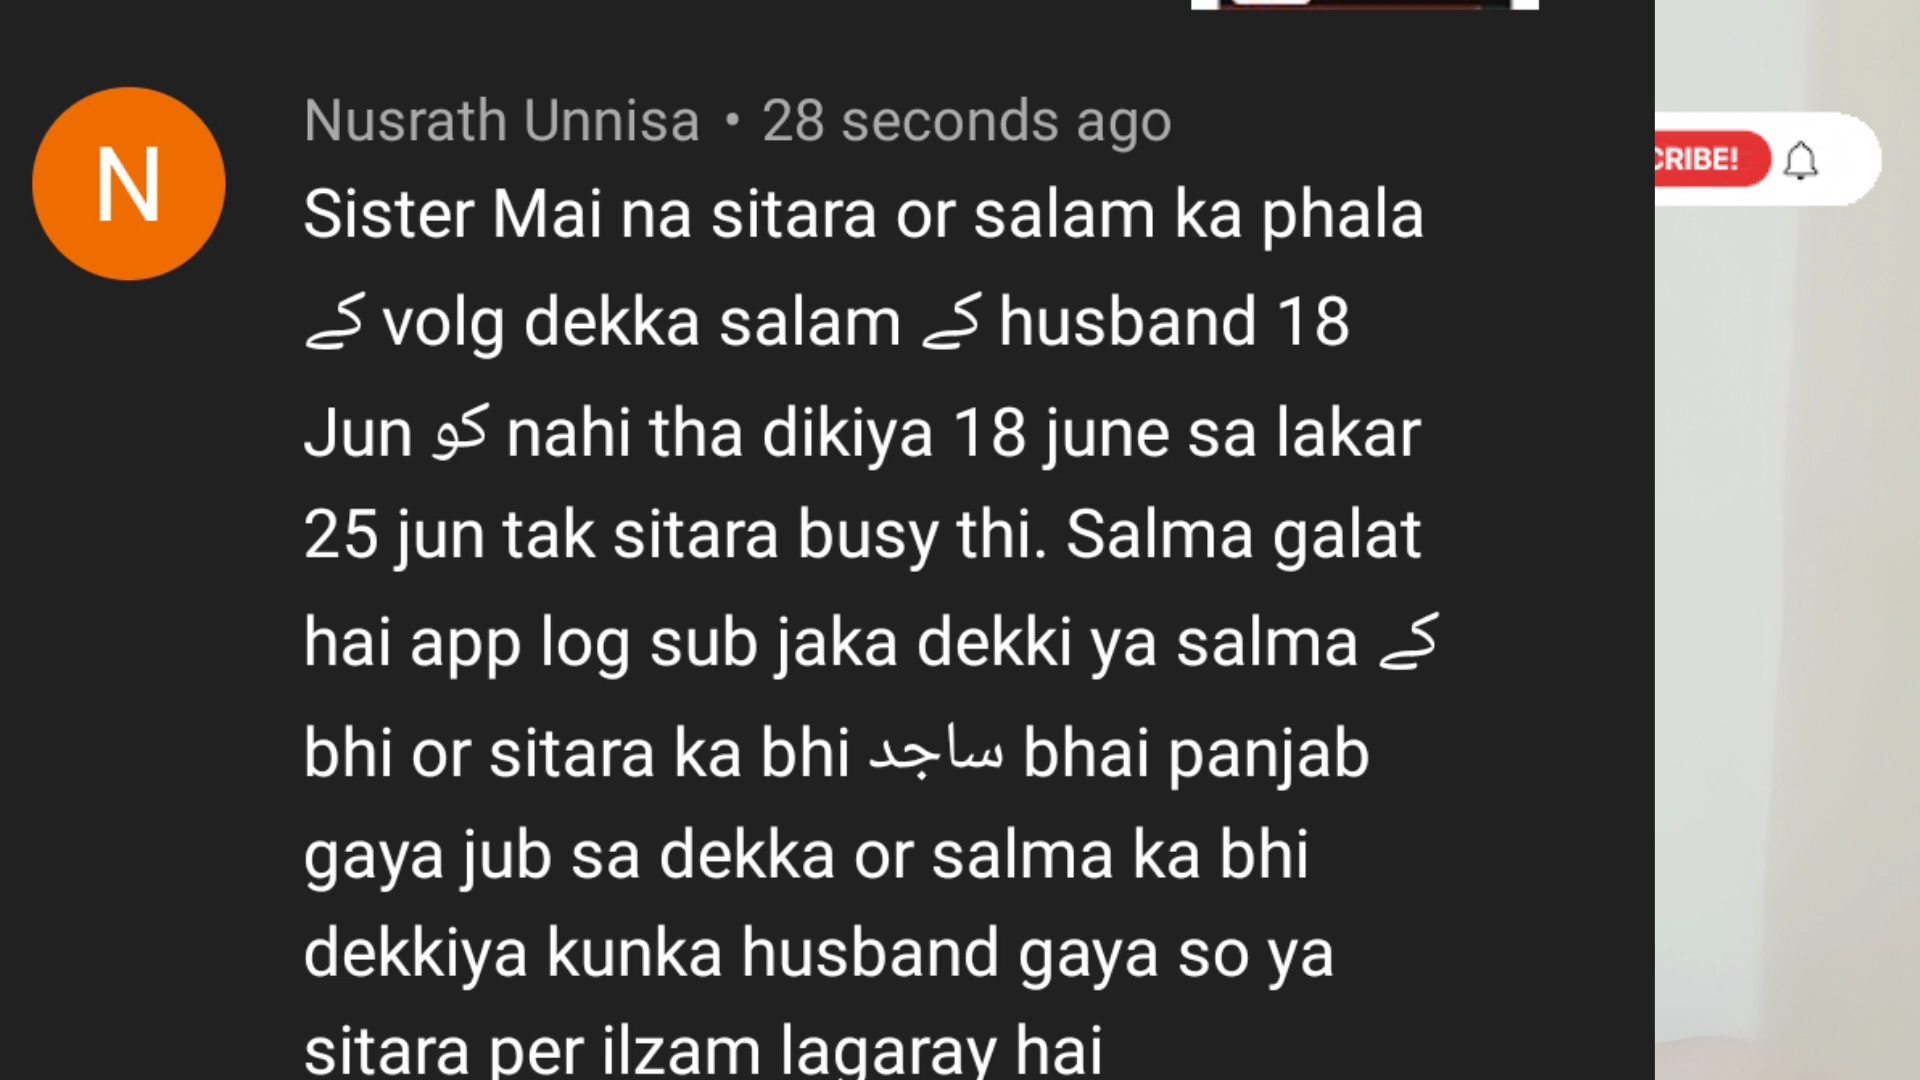 Nusrath Unnisa • 28 seconds ago
N
CRIBE!
Sister Mai na sitara or salam ka phala
کے volg dekka salam کے husband 18
Jun کو nahi tha dikiya 18 june sa lakar
25 jun tak sitara busy thi. Salma galat
hai app log sub jaka dekki ya salma کے
bhi or sitara ka bhi ساجد bhai panjab
gaya jub sa dekka or salma ka bhi
dekkiya kunka husband gaya so ya
sitara per ilzam lagaray hai